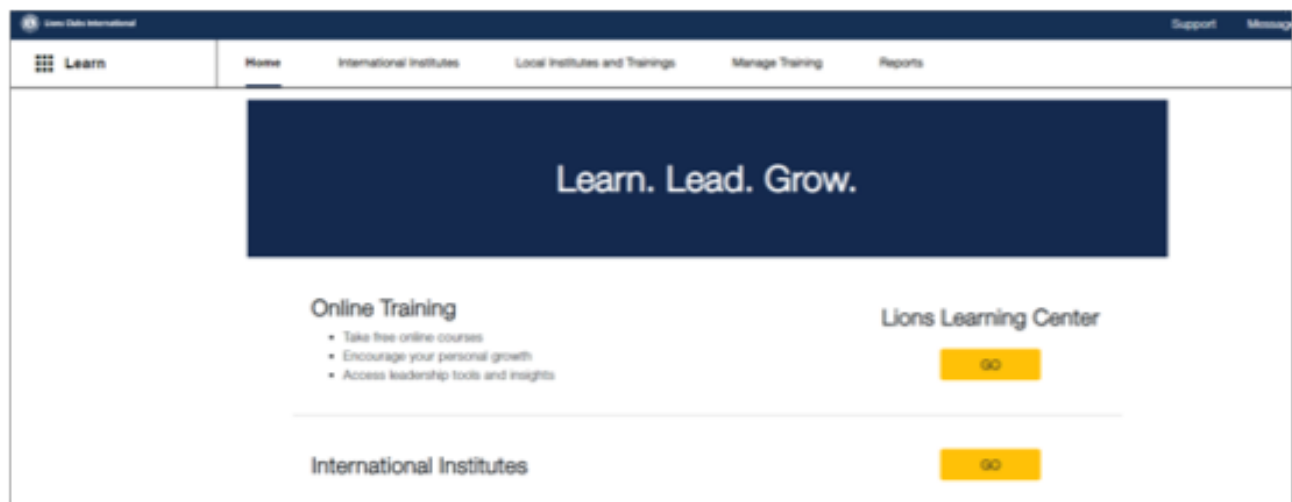 Lions Clubs International
Support Message
Learn Home International Institutes Local Institutes and Trainings Manage Training Reports
Learn. Lead. Grow.
Online Training
• Take free online courses
• Encourage your personal growth
• Access leadership tools and insights
Lions Learning Center
GO
International Institutes
GO